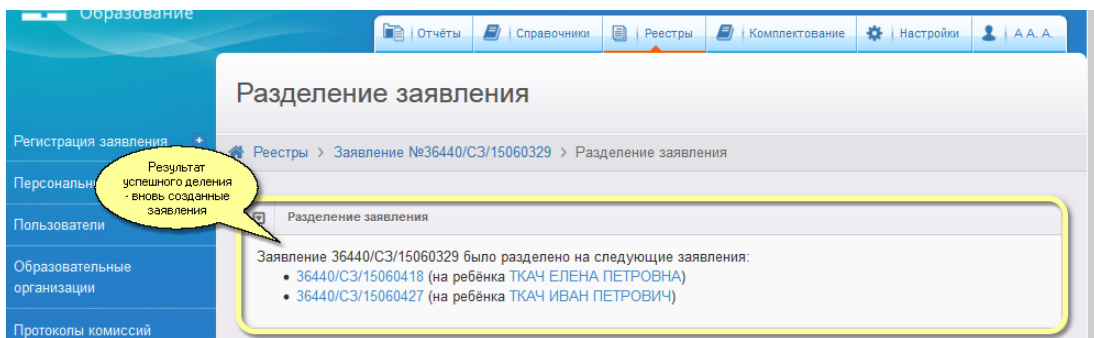 Образование
Отчёты Справочники Реестры Комплектование Настройки А А. А.
Разделение заявления
Регистрация заявления
Реестры > Заявление №36440/СЗ/15060329 > Разделение заявления
Результат
успешного деления
- вновь созданные
заявления
Персональн
Пользователи
Разделение заявления
Заявление 36440/СЗ/15060329 было разделено на следующие заявления:
• 36440/СЗ/15060418 (на ребёнка ТКАЧ ЕЛЕНА ПЕТРОВНА)
• 36440/СЗ/15060427 (на ребёнка ТКАЧ ИВАН ПЕТРОВИЧ)
Образовательные
организации
Протоколы комиссий